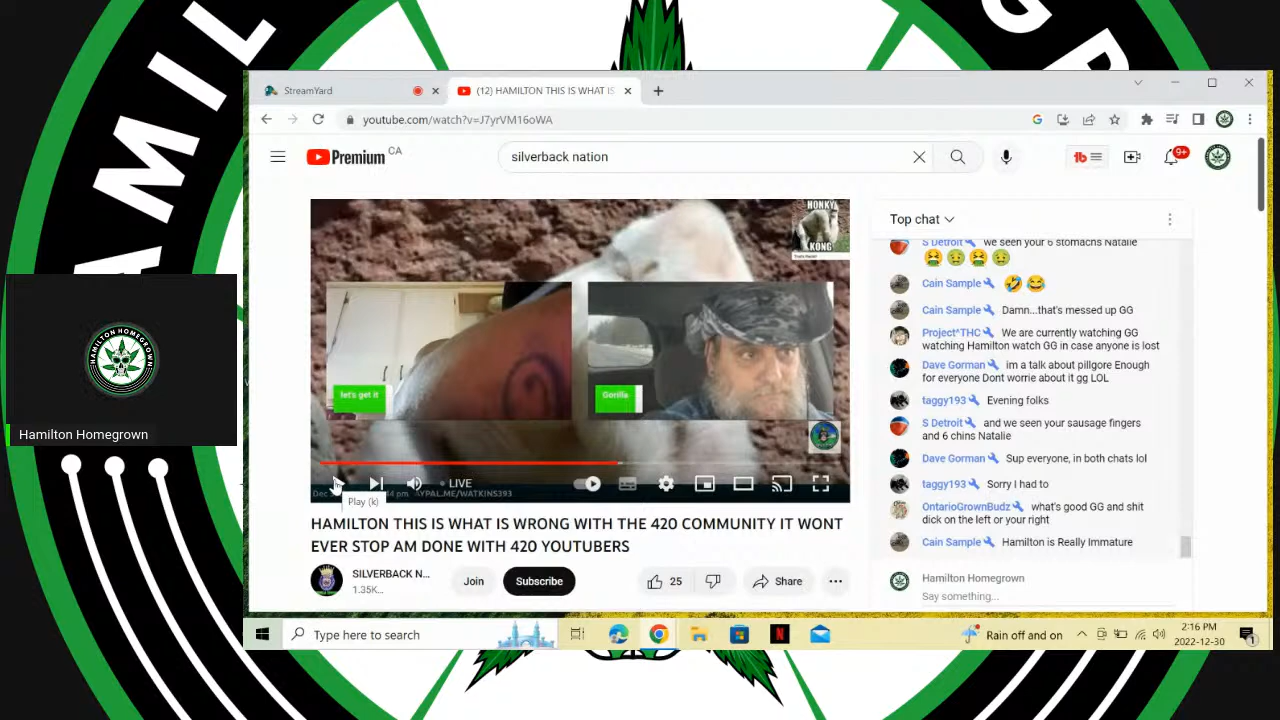 HAMIL
GR
StreamYard
(12) HAMILTON THIS IS WHAT IS
youtube.com/watch?v=J7yrVM16oWA
Premium CA
silverback nation
9+
HONKY
KONG
let's get it
Gorilla
LIVE
Play (k)
HAMILTON THIS IS WHAT IS WRONG WITH THE 420 COMMUNITY IT WONT
EVER STOP AM DONE WITH 420 YOUTUBERS
SILVERBACK N...
1.35K...
Join
Subscribe
25
Share
Top chat
S Detroit we seen your 6 stomachs Natalie
🤮🤢🤮🤢
Cain Sample 🤣😂
Cain Sample Damn...that's messed up GG
Project^THC We are currently watching GG
watching Hamilton watch GG in case anyone is lost
Dave Gorman im a talk about pillgore Enough
for everyone Dont worrie about it gg LOL
taggy193 Evening folks
S Detroit and we seen your sausage fingers
and 6 chins Natalie
Dave Gorman Sup everyone, in both chats lol
taggy193 Sorry I had to
OntarioGrownBudz what's good GG and shit
dick on the left or your right
Cain Sample Hamilton is Really Immature
Hamilton Homegrown
Say something...
HAMILTON HOMEGROWN
Hamilton Homegrown
Type here to search
Rain off and on
2:16 PM
2022-12-30
1